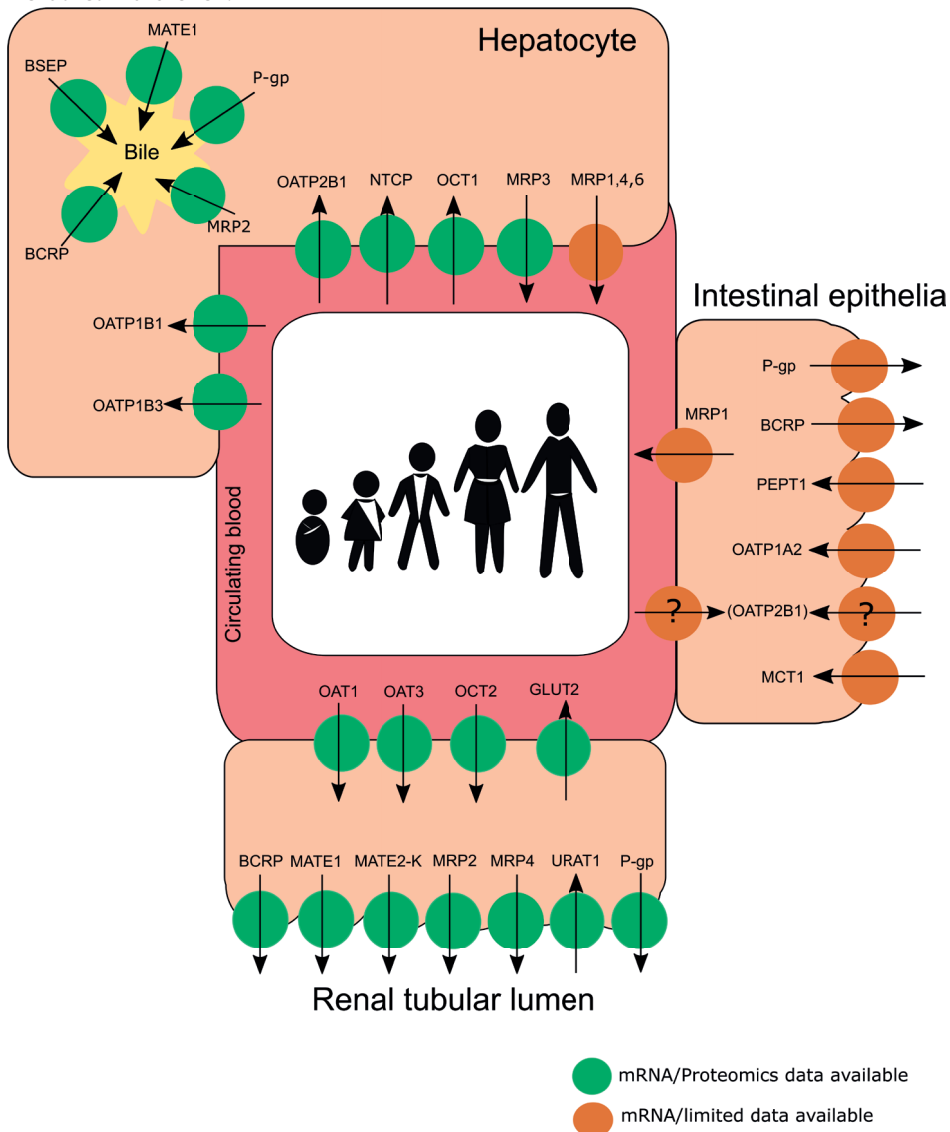 Hepatocyte
MATE1
BSEP
P-gp
Bile
MRP2
BCRP
OATP2B1
NTCP
OCT1
MRP3
MRP1,4,6
OATP1B1
OATP1B3
Circulating blood
Intestinal epithelia
P-gp
MRP1
BCRP
PEPT1
OATP1A2
? (OATP2B1) ?
MCT1
OAT1
OAT3
OCT2
GLUT2
BCRP
MATE1
MATE2-K
MRP2
MRP4
URAT1
P-gp
Renal tubular lumen
mRNA/Proteomics data available
mRNA/limited data available